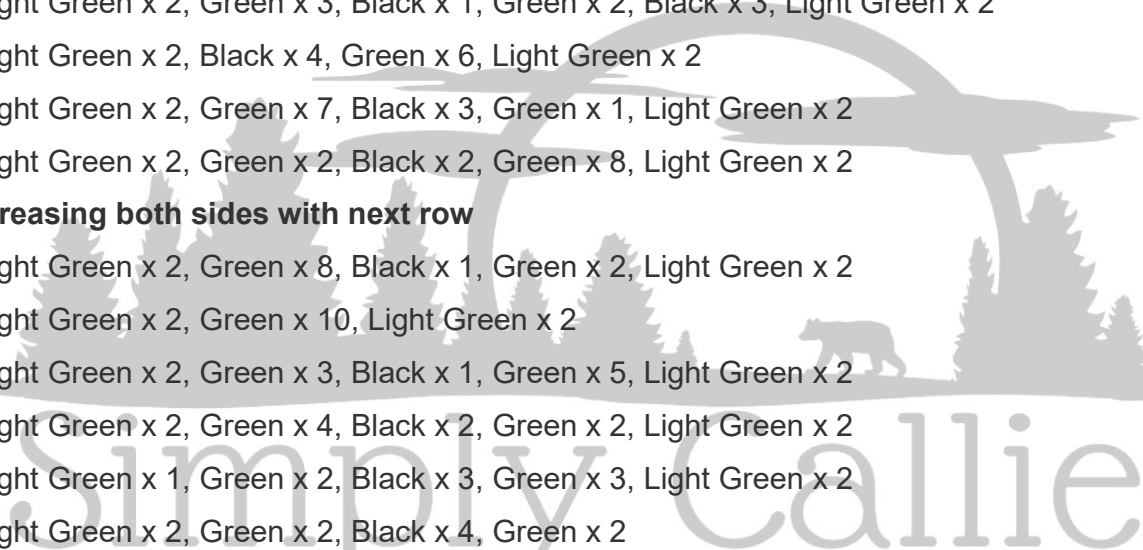 ght Green x 2, Green x 3, Black x 1, Green x 2, Black x 3, Light Green x 2
ght Green x 2, Black x 4, Green x 6, Light Green x 2
ght Green x 2, Green x 7, Black x 3, Green x 1, Light Green x 2
ght Green x 2, Green x 2, Black x 2, Green x 8, Light Green x 2
reasing both sides with next row
ght Green x 2, Green x 8, Black x 1, Green x 2, Light Green x 2
ght Green x 2, Green x 10, Light Green x 2
ght Green x 2, Green x 3, Black x 1, Green x 5, Light Green x 2
ght Green x 2, Green x 4, Black x 2, Green x 2, Light Green x 2
ght Green x 1, Green x 2, Black x 3, Green x 3, Light Green x 2
ght Green x 2, Green x 2, Black x 4, Green x 2
Simply Callie